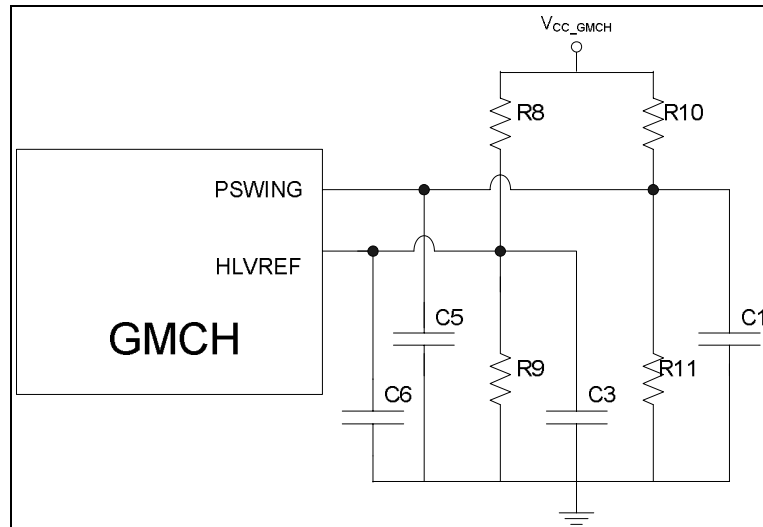 VCC_GMCH
R8
R10
PSWING
HLVREF
GMCH
C5
C1
R9
R11
C6
C3